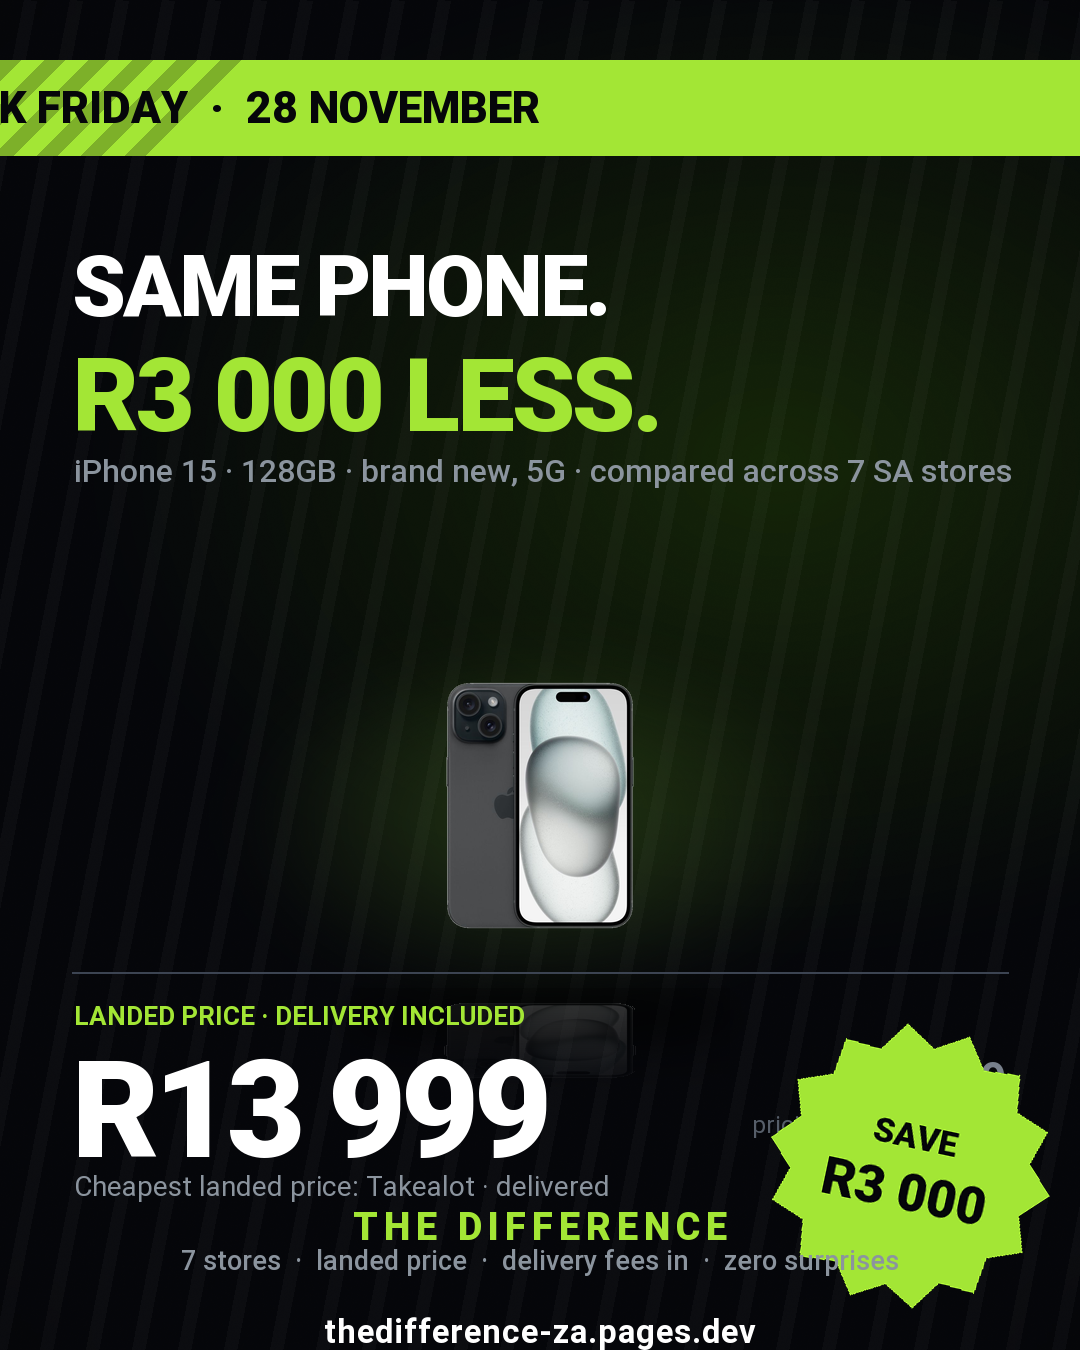 K FRIDAY · 28 NOVEMBER
SAME PHONE.
R3 000 LESS.
iPhone 15 · 128GB · brand new, 5G · compared across 7 SA stores
LANDED PRICE · DELIVERY INCLUDED
R13 999
SAVE
R3 000
Cheapest landed price: Takealot · delivered
THE DIFFERENCE
7 stores · landed price · delivery fees in · zero surprises
thedifference-za.pages.dev